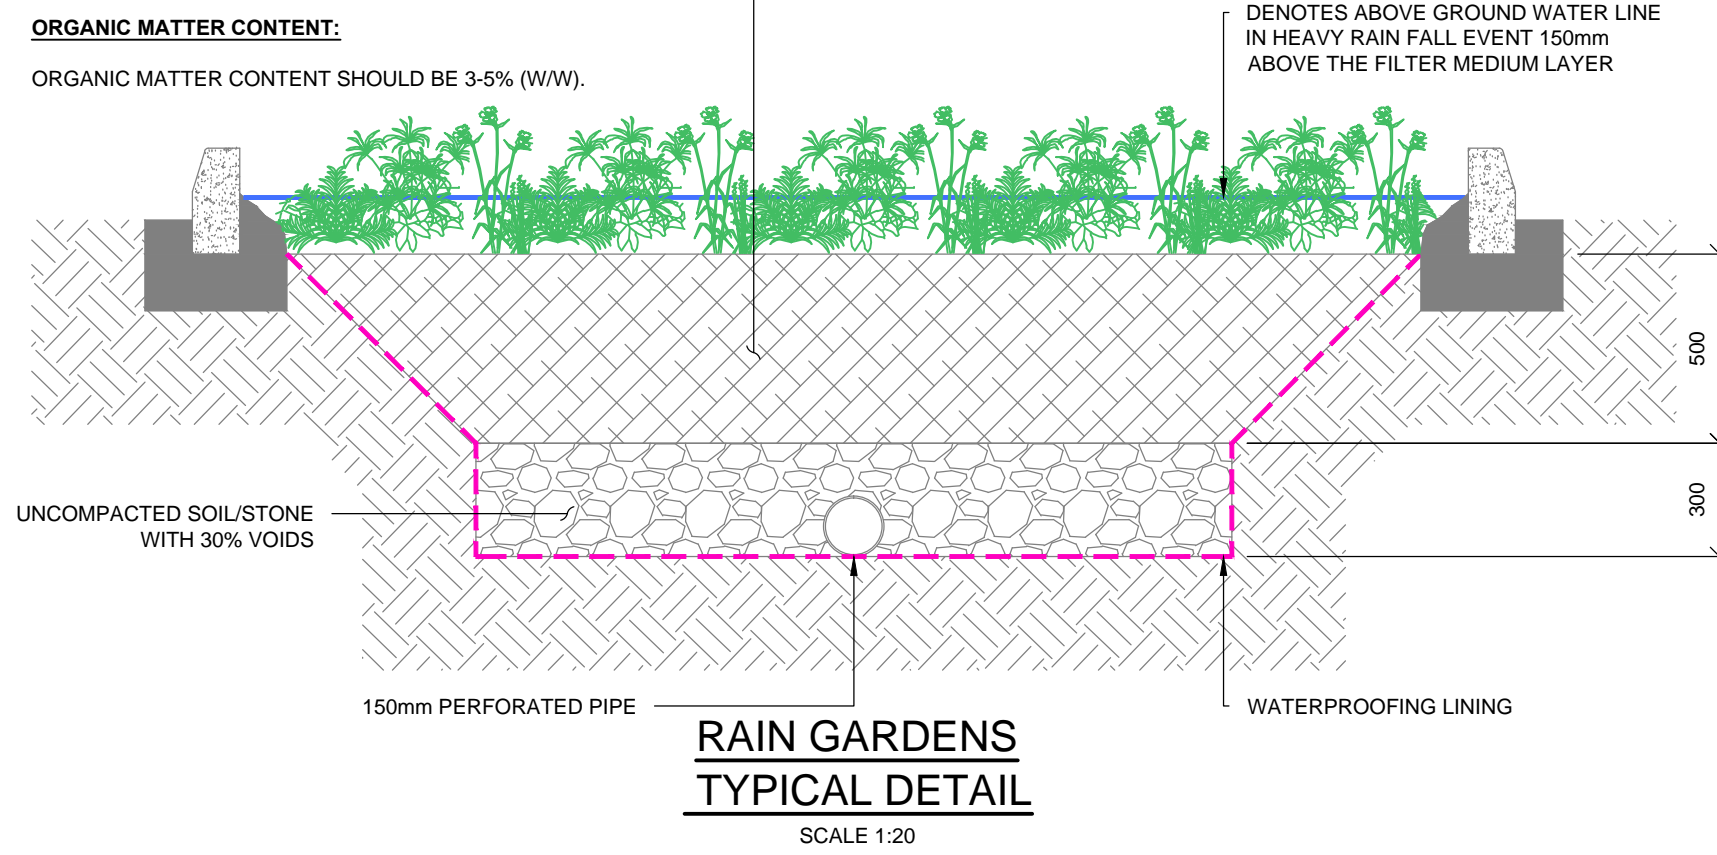 ORGANIC MATTER CONTENT:
ORGANIC MATTER CONTENT SHOULD BE 3-5% (W/W).
DENOTES ABOVE GROUND WATER LINE
IN HEAVY RAIN FALL EVENT 150mm
ABOVE THE FILTER MEDIUM LAYER
500
300
UNCOMPACTED SOIL/STONE
WITH 30% VOIDS
150mm PERFORATED PIPE
WATERPROOFING LINING
RAIN GARDENS
TYPICAL DETAIL
SCALE 1:20